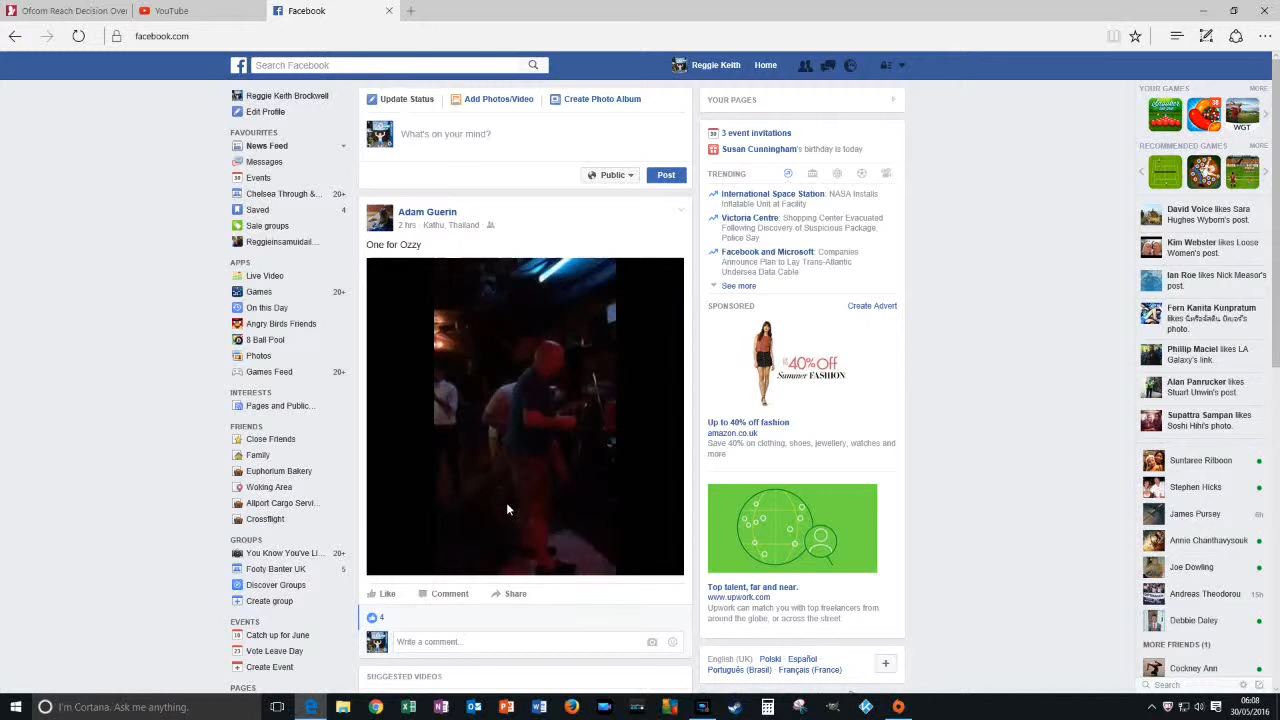 Ofcom Reach Decision Over
YouTube
Facebook
facebook.com
Search Facebook
Reggie Keith
Home
Reggie Keith Brockwell
Edit Profile
FAVOURITES
News Feed
Messages
Events
Chelsea Through &... 20+
Saved 4
Sale groups
Reggieinsamuidail...
APPS
Live Video
Games 20+
On this Day
Angry Birds Friends
8 Ball Pool
Photos
Games Feed 20+
INTERESTS
Pages and Public...
FRIENDS
Close Friends
Family
Euphorium Bakery
Woking Area
Allport Cargo Servi...
Crossflight
GROUPS
You Know You've Li... 20+
Footy Banter UK 5
Discover Groups
Create group
EVENTS
Catch up for June
Vote Leave Day
Create Event
PAGES
Update Status
Add Photos/Video
Create Photo Album
What's on your mind?
Public
Post
Adam Guerin
2 hrs · Kathu, Thailand
One for Ozzy
Like
Comment
Share
4
Write a comment...
SUGGESTED VIDEOS
YOUR PAGES
3 event invitations
Susan Cunningham's birthday is today
TRENDING
International Space Station: NASA Installs
Inflatable Unit at Facility
Victoria Centre: Shopping Center Evacuated
Following Discovery of Suspicious Package,
Police Say
Facebook and Microsoft: Companies
Announce Plan to Lay Trans-Atlantic
Undersea Data Cable
See more
SPONSORED
Create Advert
40% Off
Summer FASHION
Up to 40% off fashion
amazon.co.uk
Save 40% on clothing, shoes, jewellery, watches and
more
Top talent, far and near.
www.upwork.com
Upwork can match you with top freelancers from
around the globe, or across the street
English (UK) · Polski · Español ·
Português (Brasil) · Français (France)
YOUR GAMES
MORE
WGT
RECOMMENDED GAMES
MORE
David Voice likes Sara
Hughes Wyborn's post.
Kim Webster likes Loose
Women's post.
Ian Roe likes Nick Measor's
post.
Fern Kanita Kunpratum
photo.
Phillip Maciel likes LA
Galaxy's link.
Alan Panrucker likes
Stuart Unwin's post.
Supattra Sampan likes
Soshi Hihi's photo.
Suntaree Rilboon
Stephen Hicks
James Pursey 6h
Annie Chanthavysouk
Joe Dowling
Andreas Theodorou 15h
Debbie Daley
MORE FRIENDS (1)
Cockney Ann
Search
I'm Cortana. Ask me anything.
06:08
30/05/2016